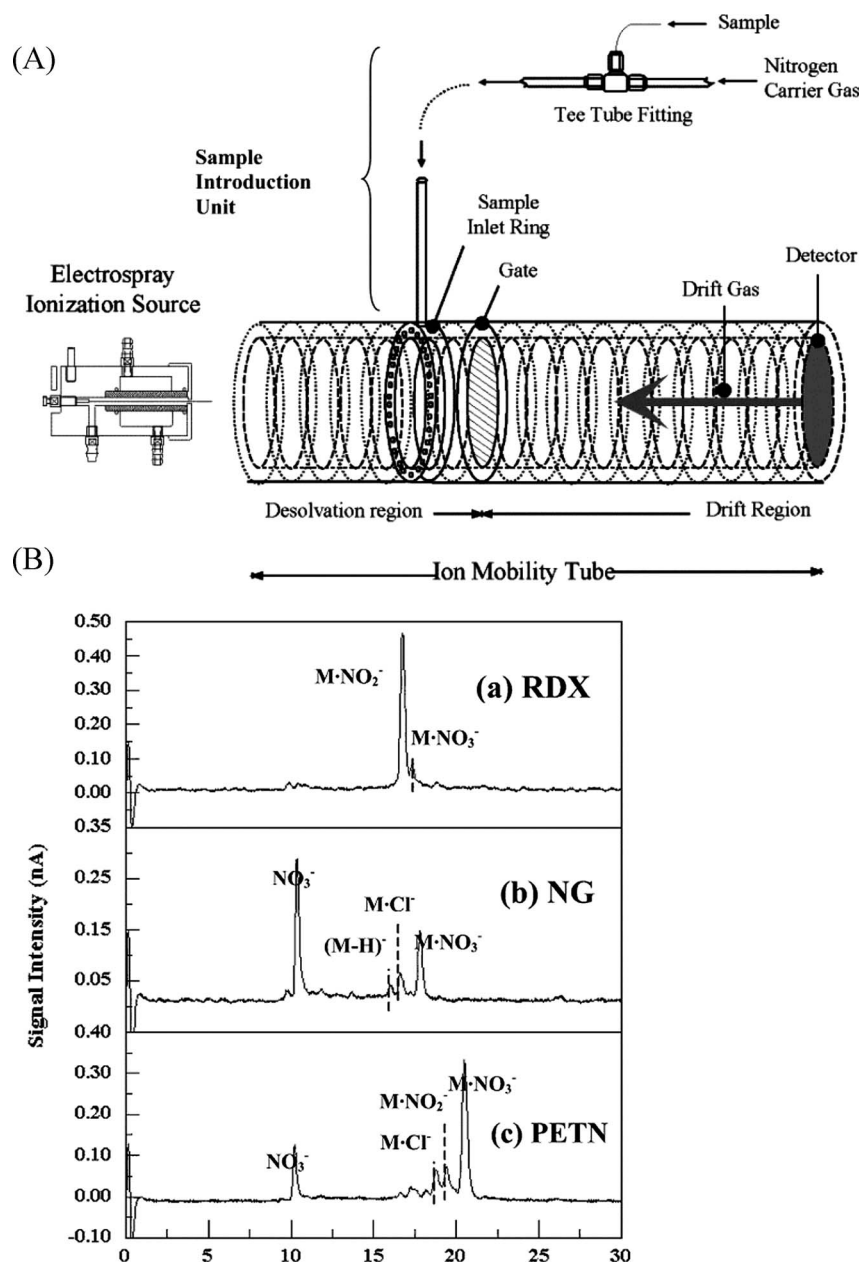 (A)
Sample
Nitrogen
Carrier Gas
Tee Tube Fitting
Sample
Introduction
Unit
Sample
Inlet Ring
Gate
Drift Gas
Detector
Electrospray
Ionization Source
Desolvation region
Drift Region
(B)
Ion Mobility Tube
Signal Intensity (nA)
0.50
0.40
0.30
0.20
0.10
0.00
M·NO₂⁻
M·NO₃⁻
(a) RDX
0.35
0.25
0.15
0.05
NO₃⁻
M·Cl⁻
(M-H)⁻
M·NO₃⁻
(b) NG
0.40
0.30
0.20
0.10
0.00
-0.10
NO₃⁻
M·Cl⁻
M·NO₂⁻
M·NO₃⁻
(c) PETN
0 5 10 15 20 25 30